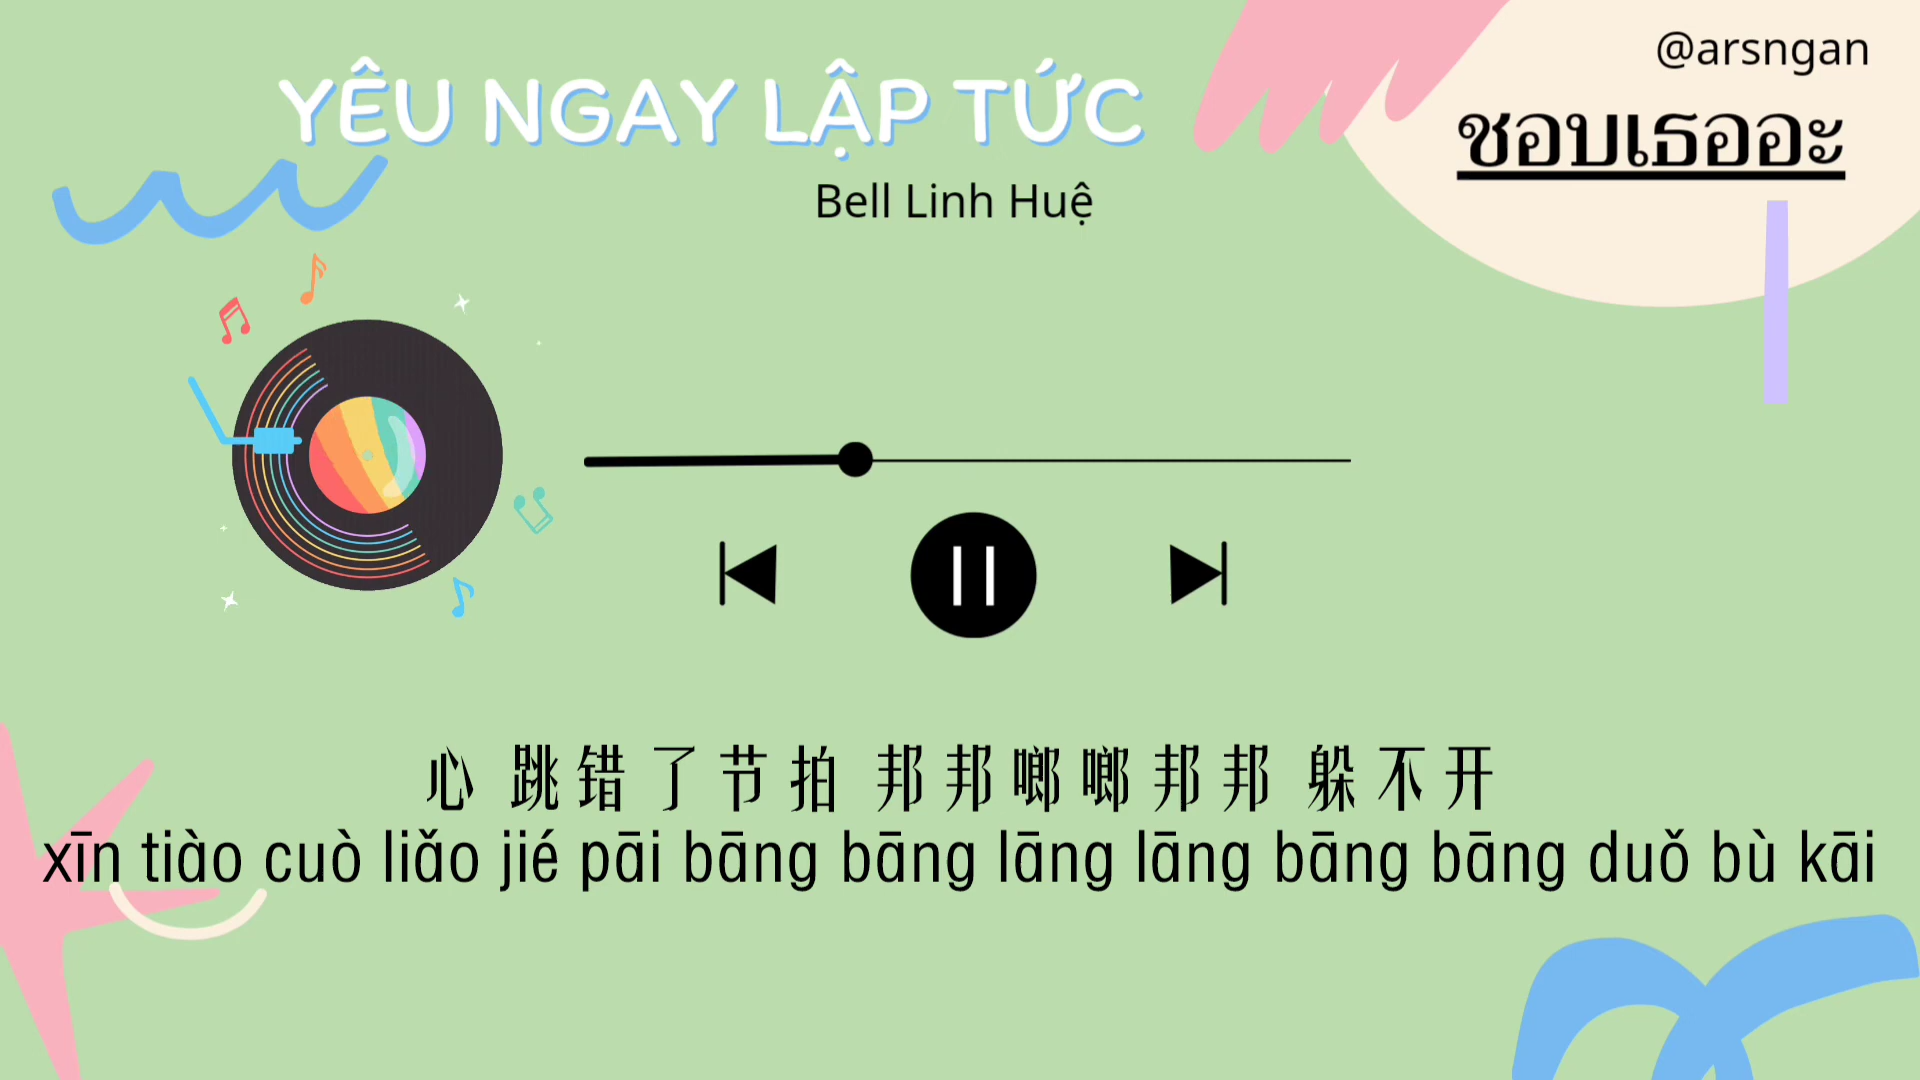 @arsngan
YÊU NGAY LẬP TỨC
ชอบเธออะ
Bell Linh Huệ
心 跳错了节拍 邦邦啷啷邦邦 躲不开
xīn tiào cuò liǎo jié pāi bāng bāng lāng lāng bāng bāng duǒ bù kāi